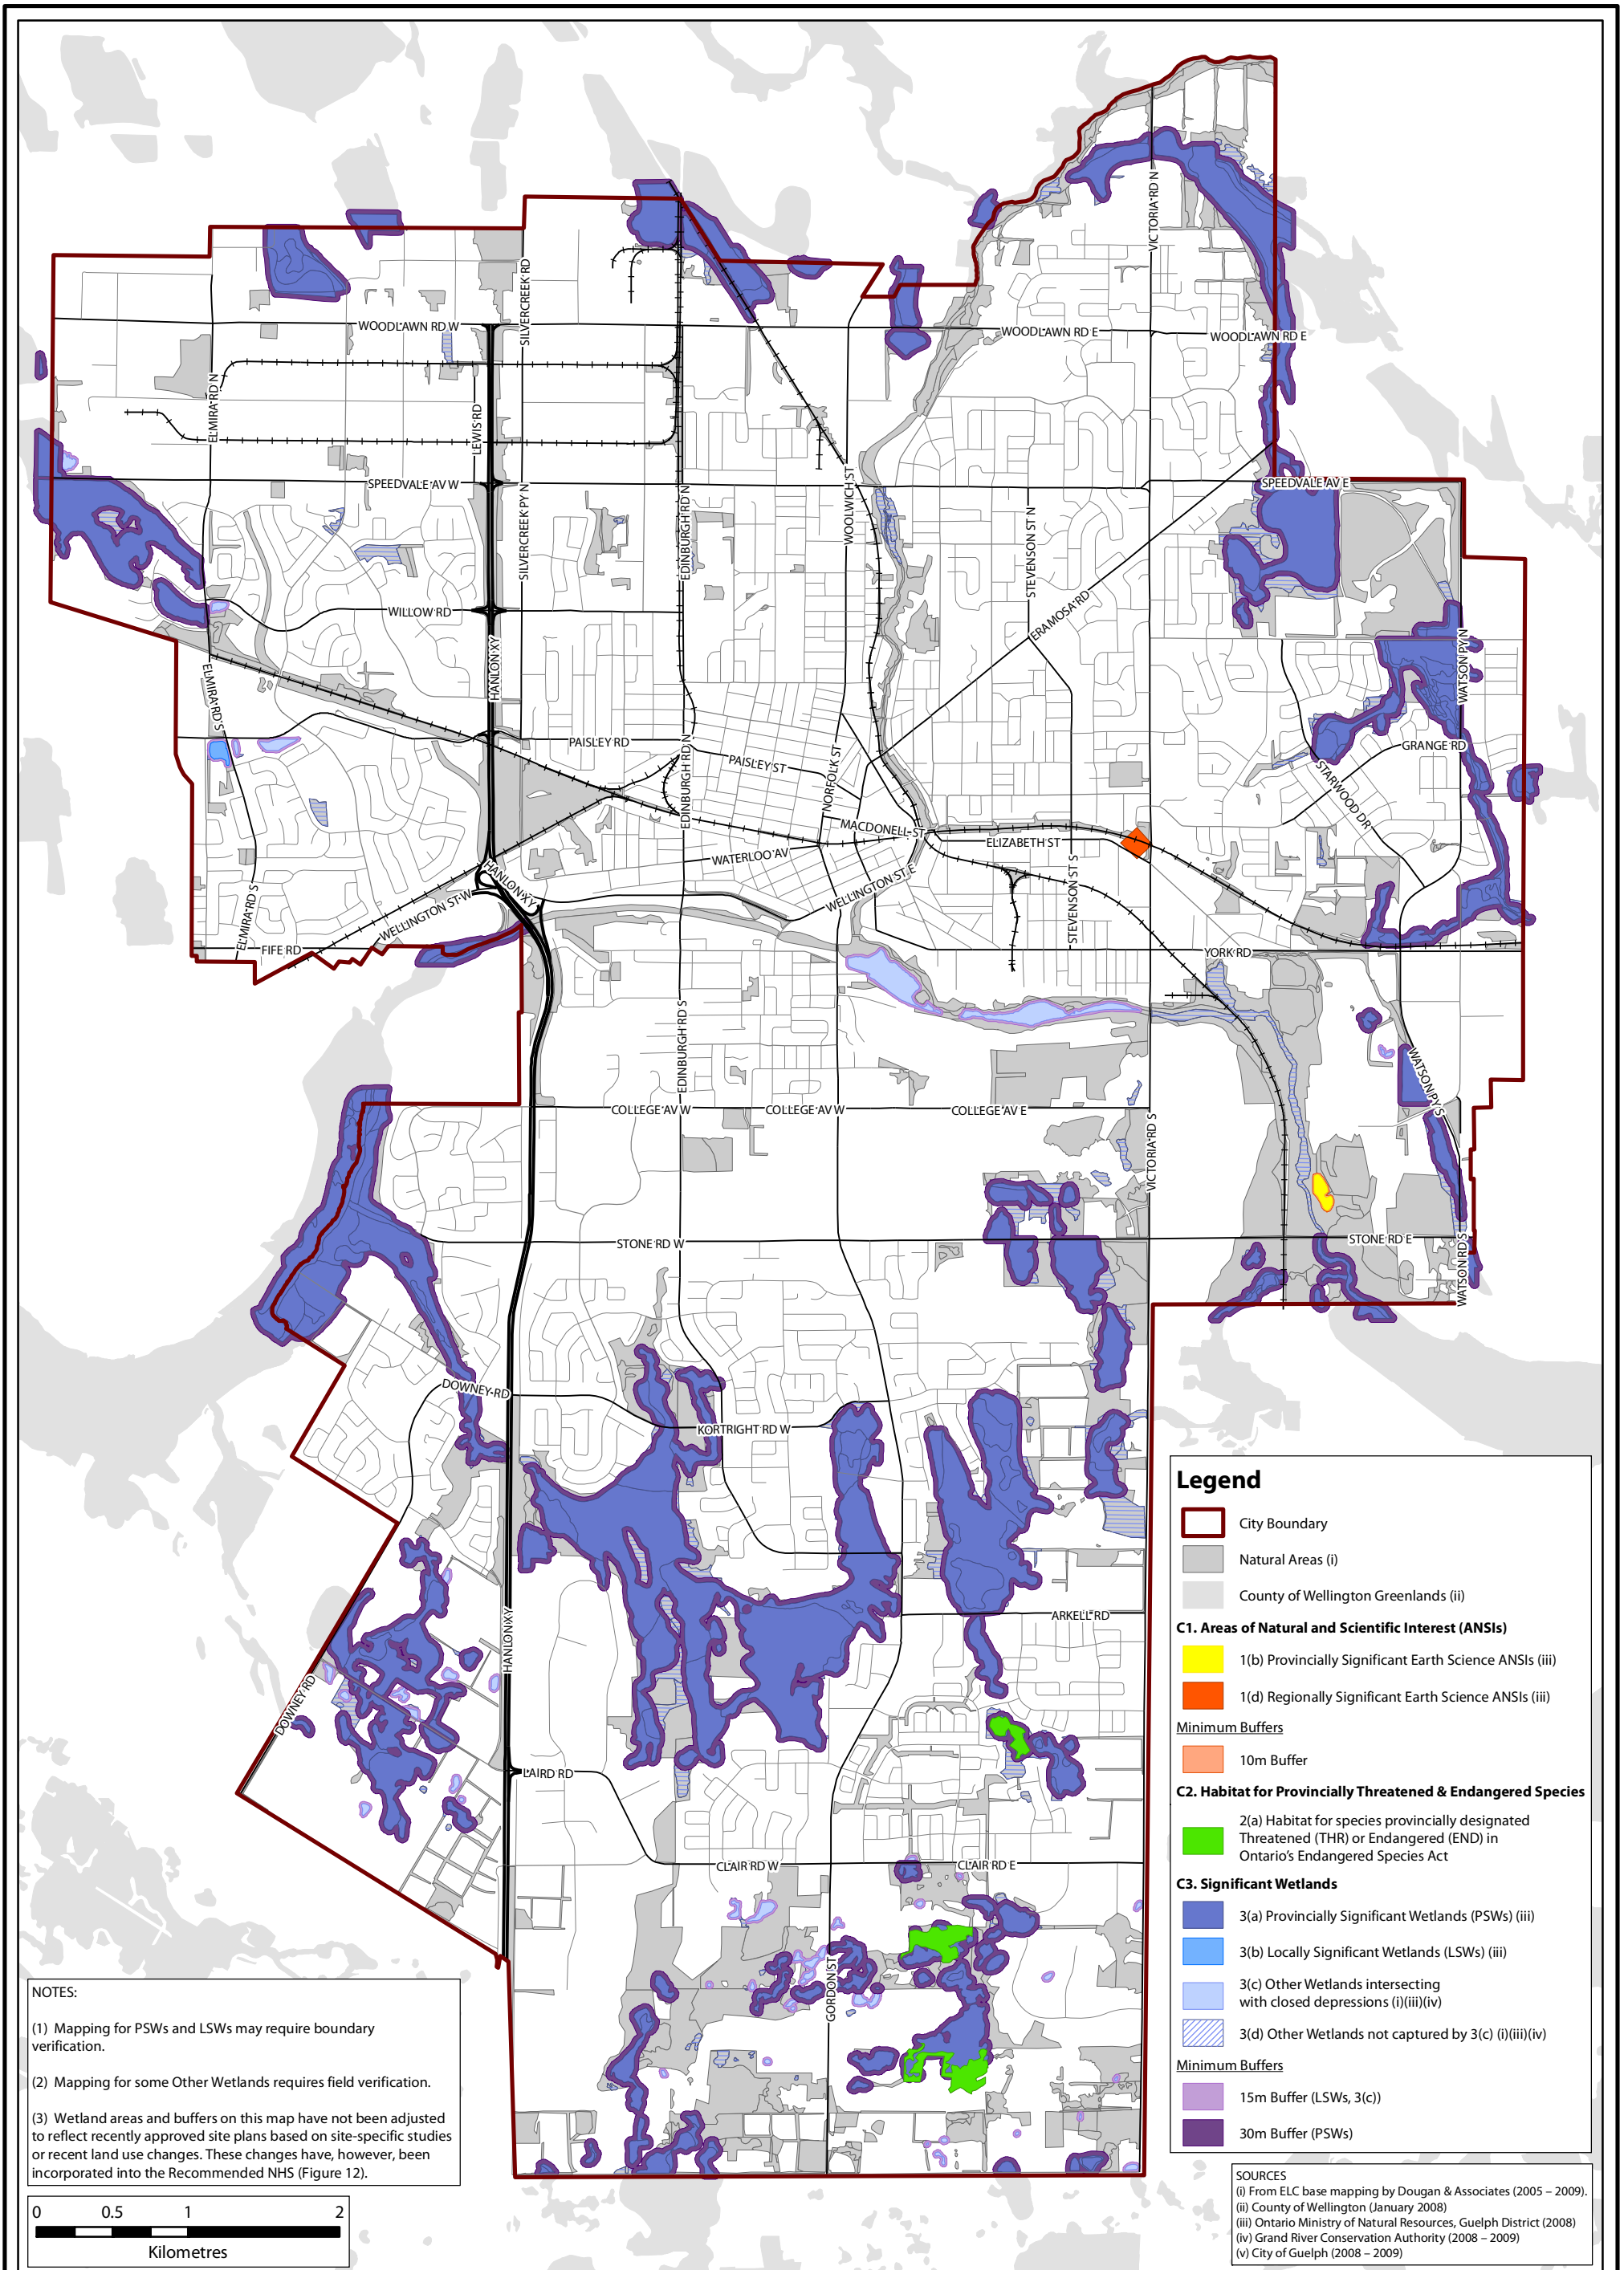 VICTORIA RD N
SILVERCREEK RD
WOODLAWN RD W
WOODLAWN RD E
WOODLAWN RD E
ELMIRA RD N
LEWIS RD
SPEEDVALE AV W
SILVERCREEK PY N
EDINBURGH RD N
WOOLWICH ST
SPEEDVALE AV E
STEVENSON ST N
WILLOW RD
ERAMOSA RD
HANLON XY
ELMIRA RD S
WATSON PY N
PAISLEY RD
PAISLEY ST
EDINBURGH RD N
NORFOLK ST
GRANGE RD
STARWOOD DR
MACDONELL ST
ELIZABETH ST
WATERLOO AV
HANLON XY
WELLINGTON ST E
WELLINGTON ST W
ELMIRA RD S
STEVENSON ST S
FIFE RD
YORK RD
EDINBURGH RD S
WATSON PY S
COLLEGE AV W
COLLEGE AV W
COLLEGE AV E
VICTORIA RD S
STONE RD W
STONE RD E
WATSON RD S
DOWNEY RD
KORTRIGHT RD W
ARKELL RD
HANLON XY
DOWNEY RD
LAIRD RD
CLAIR RD W
CLAIR RD E
GORDON ST
Legend
City Boundary
Natural Areas (i)
County of Wellington Greenlands (ii)
C1. Areas of Natural and Scientific Interest (ANSIs)
1(b) Provincially Significant Earth Science ANSIs (iii)
1(d) Regionally Significant Earth Science ANSIs (iii)
Minimum Buffers
10m Buffer
C2. Habitat for Provincially Threatened & Endangered Species
2(a) Habitat for species provincially designated
Threatened (THR) or Endangered (END) in
Ontario's Endangered Species Act
C3. Significant Wetlands
3(a) Provincially Significant Wetlands (PSWs) (iii)
3(b) Locally Significant Wetlands (LSWs) (iii)
3(c) Other Wetlands intersecting
with closed depressions (i)(iii)(iv)
3(d) Other Wetlands not captured by 3(c) (i)(iii)(iv)
Minimum Buffers
15m Buffer (LSWs, 3(c))
30m Buffer (PSWs)
NOTES:
(1) Mapping for PSWs and LSWs may require boundary
verification.
(2) Mapping for some Other Wetlands requires field verification.
(3) Wetland areas and buffers on this map have not been adjusted
to reflect recently approved site plans based on site-specific studies
or recent land use changes. These changes have, however, been
incorporated into the Recommended NHS (Figure 12).
0 0.5 1 2
Kilometres
SOURCES
(i) From ELC base mapping by Dougan & Associates (2005 – 2009).
(ii) County of Wellington (January 2008)
(iii) Ontario Ministry of Natural Resources, Guelph District (2008)
(iv) Grand River Conservation Authority (2008 – 2009)
(v) City of Guelph (2008 – 2009)